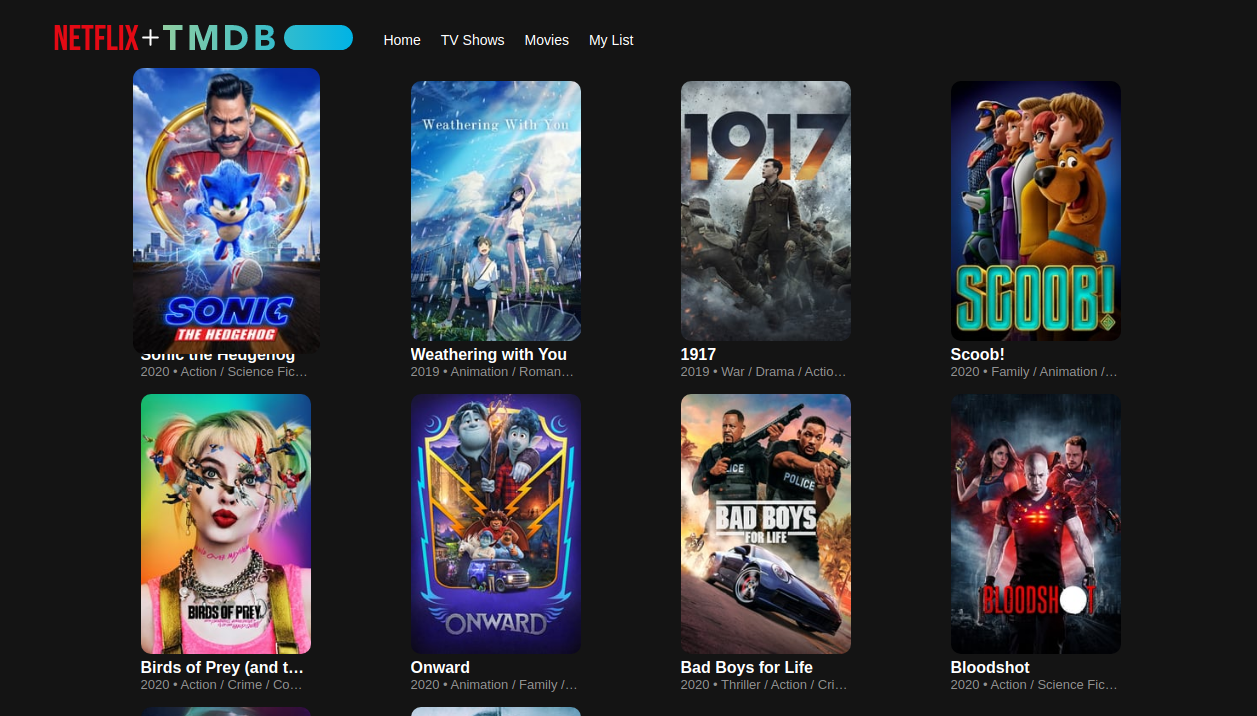 NETFLIX + TMDB
Home TV Shows Movies My List
SONIC
THE HEDGEHOG
Weathering With You
1917
SCOOB!
Sonic the Hedgehog
2020 • Action / Science Fic…
Weathering with You
2019 • Animation / Roman…
1917
2019 • War / Drama / Actio…
Scoob!
2020 • Family / Animation /…
BIRDS OF PREY
ONWARD
POLICE
POLICE
BAD BOYS
FOR LIFE
BLOODSHOT
Birds of Prey (and t…
2020 • Action / Crime / Co…
Onward
2020 • Animation / Family /…
Bad Boys for Life
2020 • Thriller / Action / Cri…
Bloodshot
2020 • Action / Science Fic…